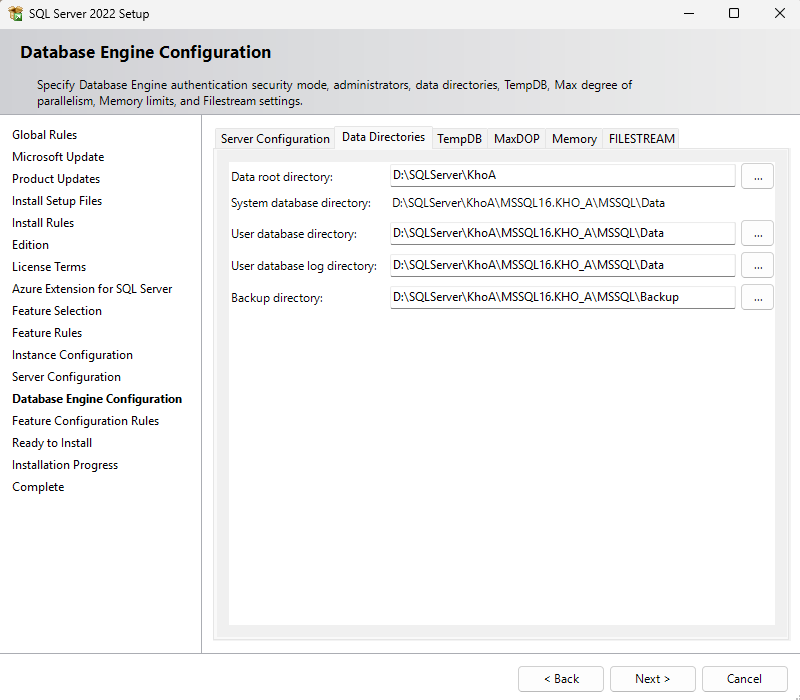 SQL Server 2022 Setup
Database Engine Configuration
Specify Database Engine authentication security mode, administrators, data directories, TempDB, Max degree of
parallelism, Memory limits, and Filestream settings.
Global Rules
Microsoft Update
Product Updates
Install Setup Files
Install Rules
Edition
License Terms
Azure Extension for SQL Server
Feature Selection
Feature Rules
Instance Configuration
Server Configuration
Database Engine Configuration
Feature Configuration Rules
Ready to Install
Installation Progress
Complete
Server Configuration Data Directories TempDB MaxDOP Memory FILESTREAM
Data root directory: D:\SQLServer\KhoA ...
System database directory: D:\SQLServer\KhoA\MSSQL16.KHO_A\MSSQL\Data
User database directory: D:\SQLServer\KhoA\MSSQL16.KHO_A\MSSQL\Data ...
User database log directory: D:\SQLServer\KhoA\MSSQL16.KHO_A\MSSQL\Data ...
Backup directory: D:\SQLServer\KhoA\MSSQL16.KHO_A\MSSQL\Backup ...
< Back Next > Cancel